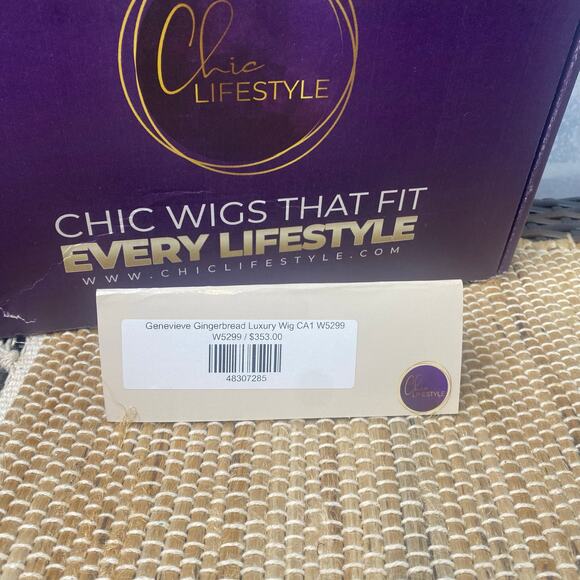 Chic
LIFESTYLE
CHIC WIGS THAT FIT
EVERY LIFESTYLE
WWW.CHICLIFESTYLE.COM
Genevieve Gingerbread Luxury Wig CA1 W5299
W5299 / $353.00
48307285
Chic
LIFESTYLE